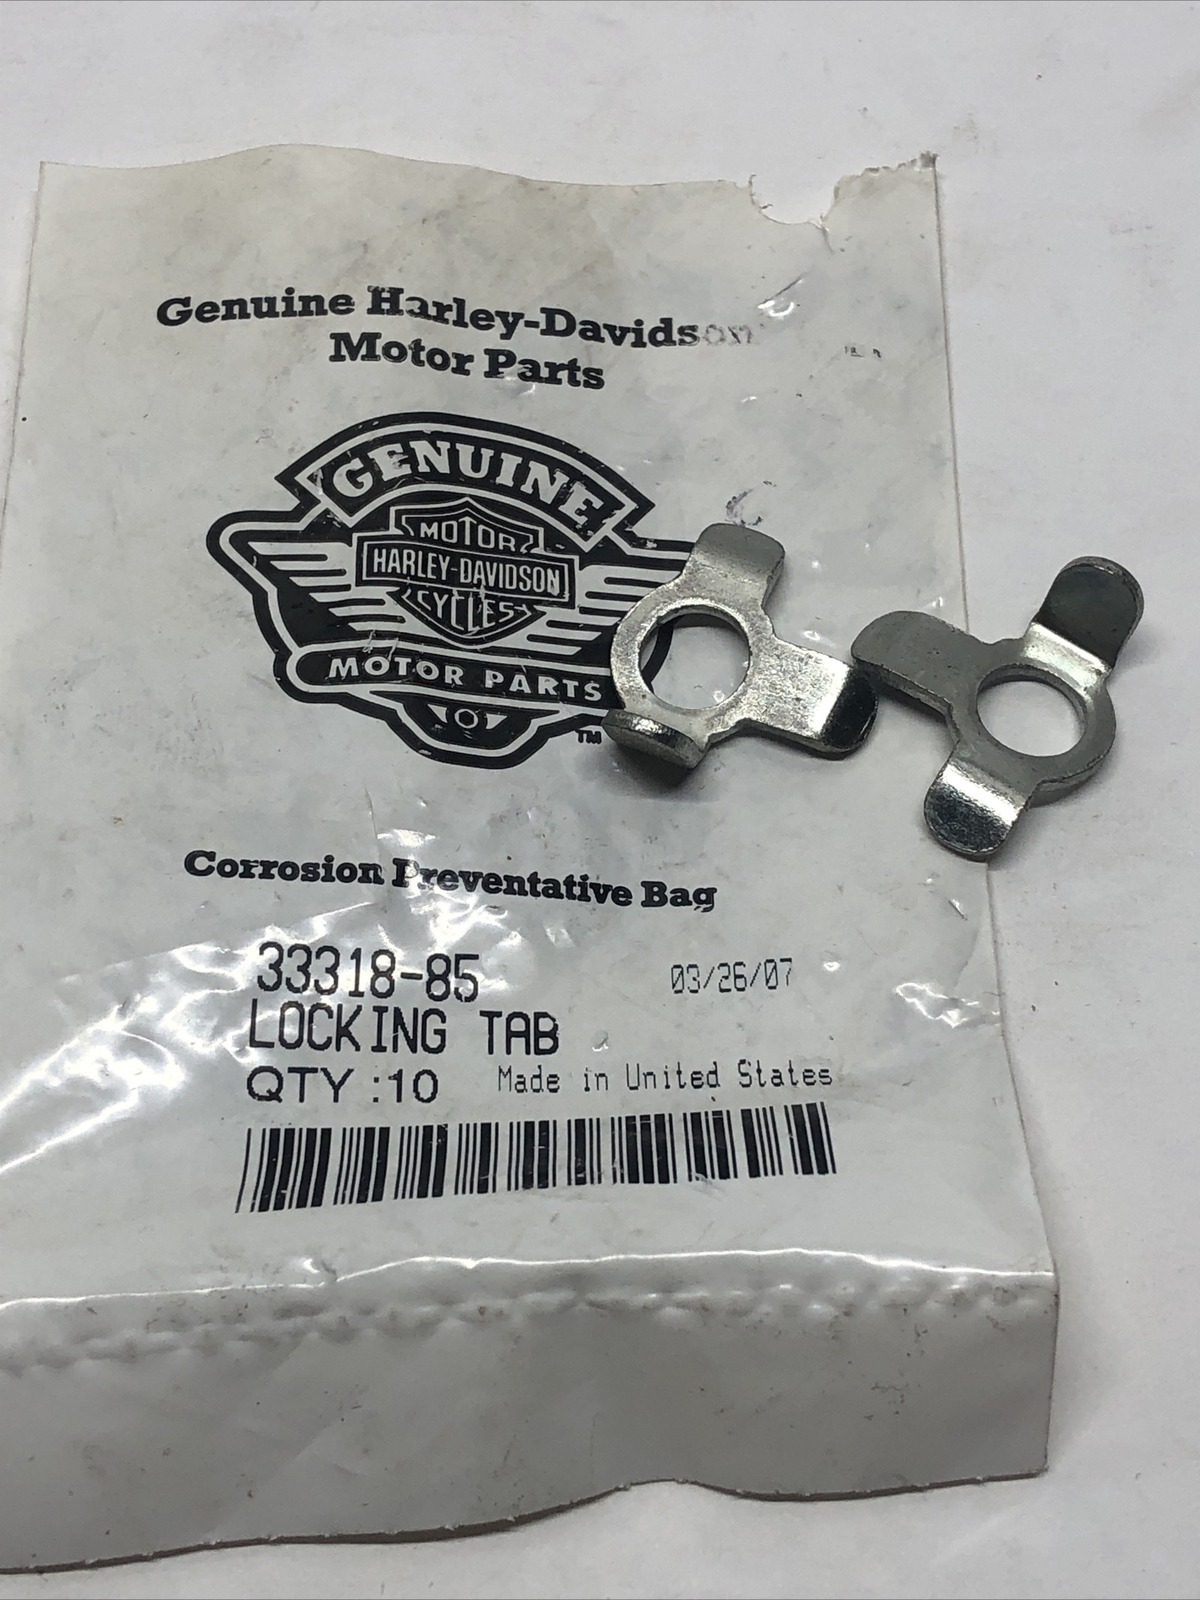 Genuine Harley-Davidson
Motor Parts
GENUINE
MOTOR
HARLEY-DAVIDSON
CYCLES
MOTOR PARTS
TM
Corrosion Preventative Bag
33318-85
03/26/07
LOCKING TAB
QTY :10
Made in United States